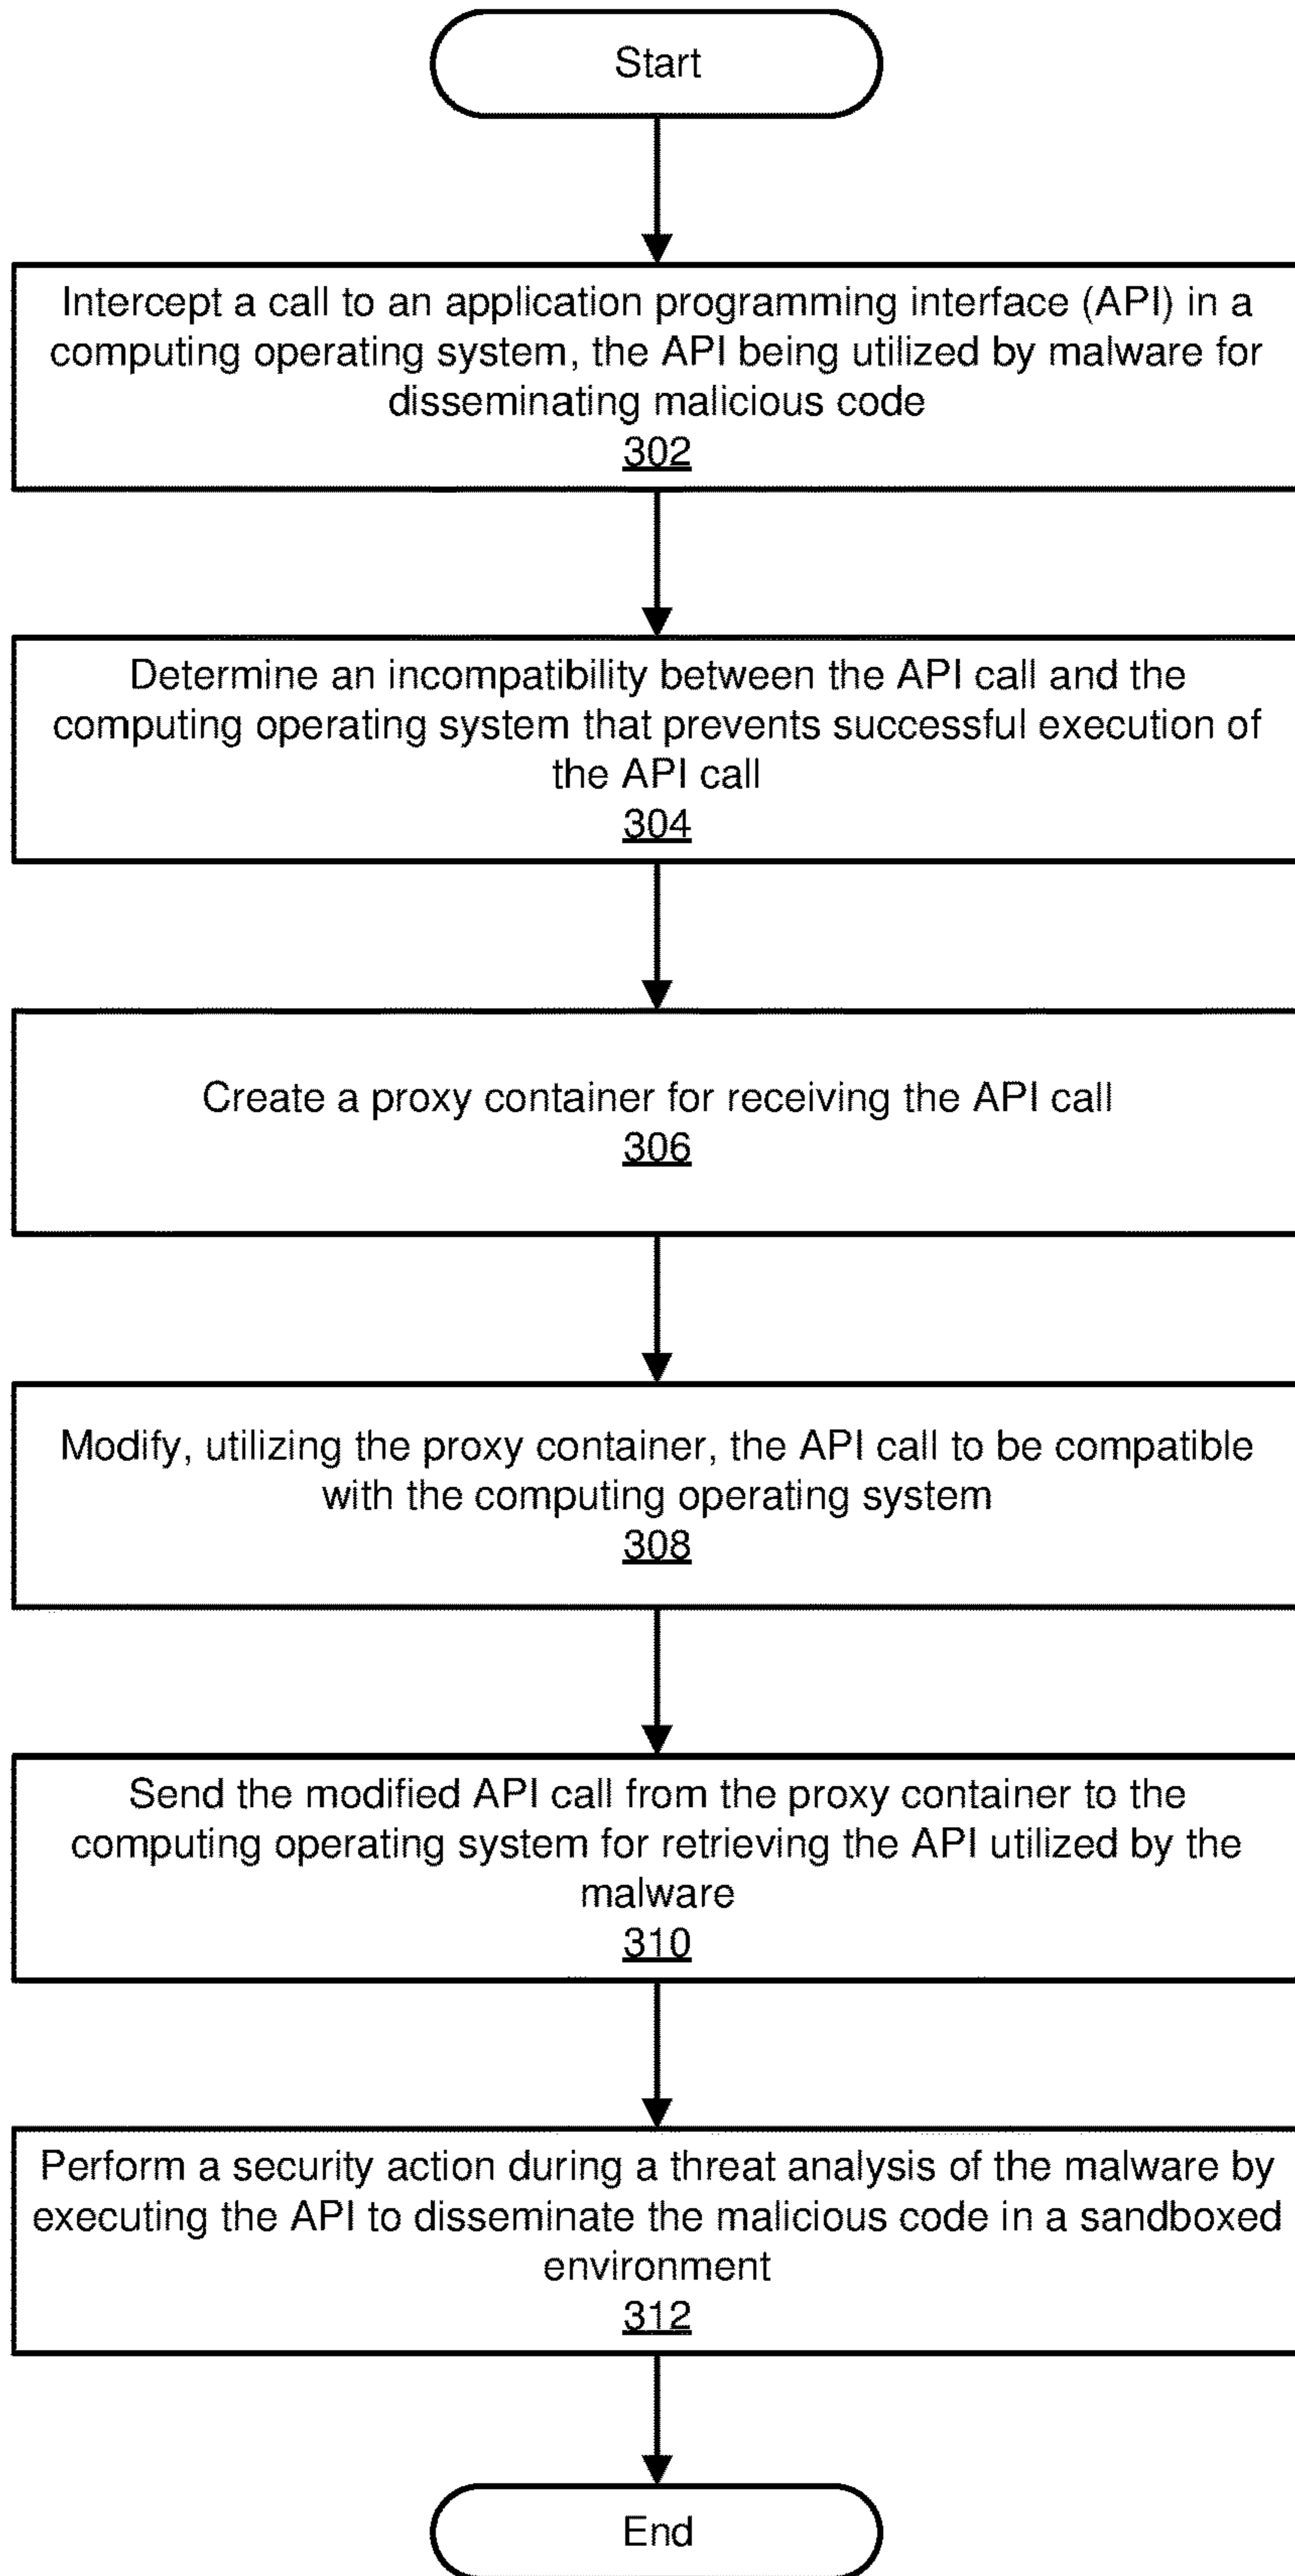 Start
Intercept a call to an application programming interface (API) in a
computing operating system, the API being utilized by malware for
disseminating malicious code
302
Determine an incompatibility between the API call and the
computing operating system that prevents successful execution of
the API call
304
Create a proxy container for receiving the API call
306
Modify, utilizing the proxy container, the API call to be compatible
with the computing operating system
308
Send the modified API call from the proxy container to the
computing operating system for retrieving the API utilized by the
malware
310
Perform a security action during a threat analysis of the malware by
executing the API to disseminate the malicious code in a sandboxed
environment
312
End